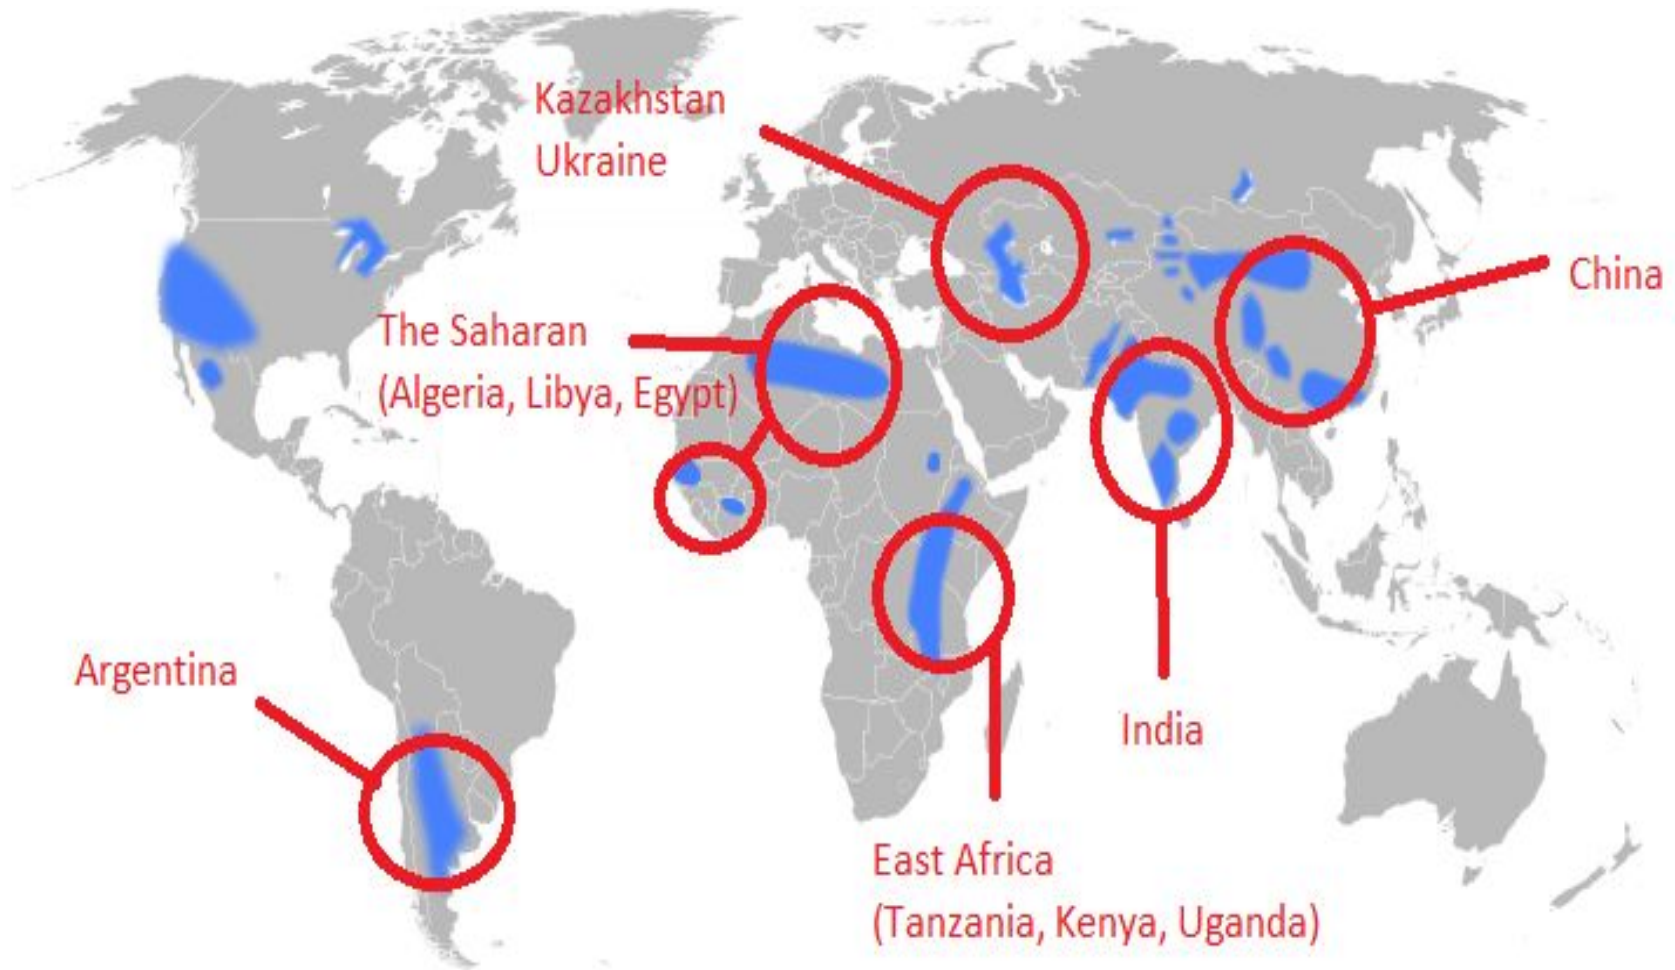 Kazakhstan
Ukraine
China
The Saharan
(Algeria, Libya, Egypt)
Argentina
India
East Africa
(Tanzania, Kenya, Uganda)